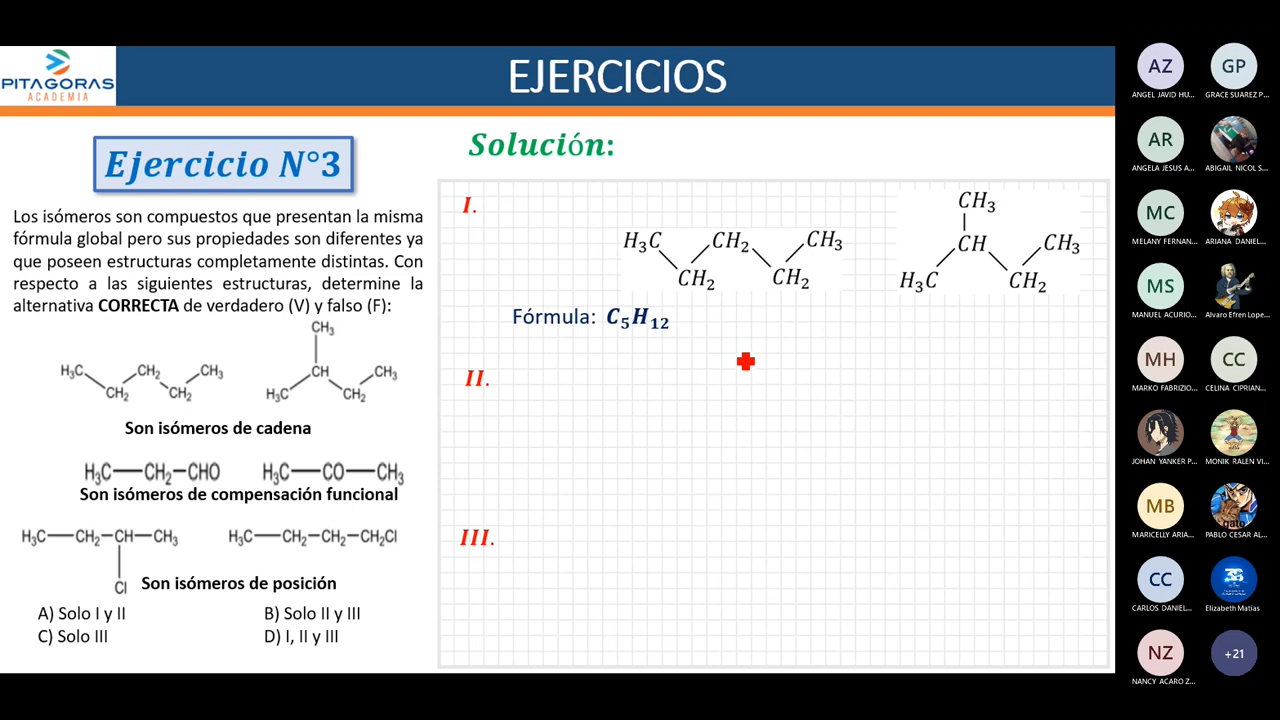 PITAGORAS
ACADEMIA
EJERCICIOS
Ejercicio N°3
Los isómeros son compuestos que presentan la misma
fórmula global pero sus propiedades son diferentes ya
que poseen estructuras completamente distintas. Con
respecto a las siguientes estructuras, determine la
alternativa CORRECTA de verdadero (V) y falso (F):
CH₃
H₃C CH₂ CH₃ CH CH₃
CH₂ CH₂ H₃C CH₂
Son isómeros de cadena
H₃C—CH₂—CHO H₃C—CO—CH₃
Son isómeros de compensación funcional
H₃C—CH₂—CH—CH₃ H₃C—CH₂—CH₂—CH₂Cl
Cl
Son isómeros de posición
A) Solo I y II B) Solo II y III
C) Solo III D) I, II y III
Solución:
I.
CH₃
H₃C CH₂ CH₃ CH CH₃
CH₂ CH₂ H₃C CH₂
Fórmula: C₅H₁₂
II.
III.
AZ GP
ANGEL JAVID HU... GRACE SUAREZ P...
AR
ANGELA JESUS A... ABIGAIL NICOL S...
MC
MELANY FERNAN... ARIANA DANIEL...
MS
MANUEL ACURIO... Alvaro Efren Lope...
MH CC
MARKO FABRIZIO... CELINA CIPRIAN...
JOHAN YANKER P... MONIK RALEN VI...
MB gato
MARICELLY ARIA... PABLO CESAR AL...
CC
CARLOS DANIEL... Elizabeth Matias
NZ +21
NANCY ACARO Z...